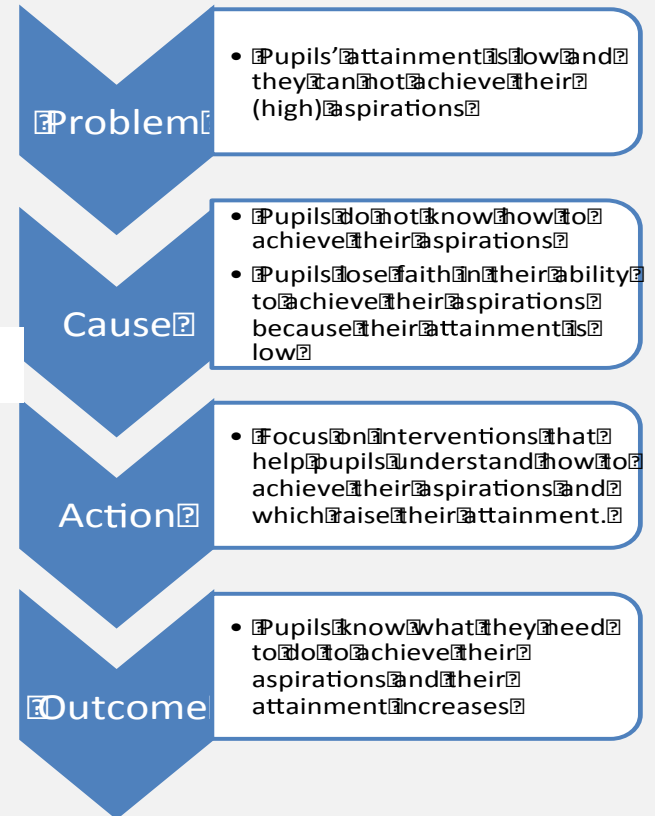 Problem
• Pupils' attainment is low and
they can not achieve their
(high) aspirations
Cause
• Pupils do not know how to
achieve their aspirations
• Pupils lose faith in their ability
to achieve their aspirations
because their attainment is
low
Action
• Focus on interventions that
help pupils understand how to
achieve their aspirations and
which raise their attainment.
Outcome
• Pupils know what they need
to do to achieve their
aspirations and their
attainment increases